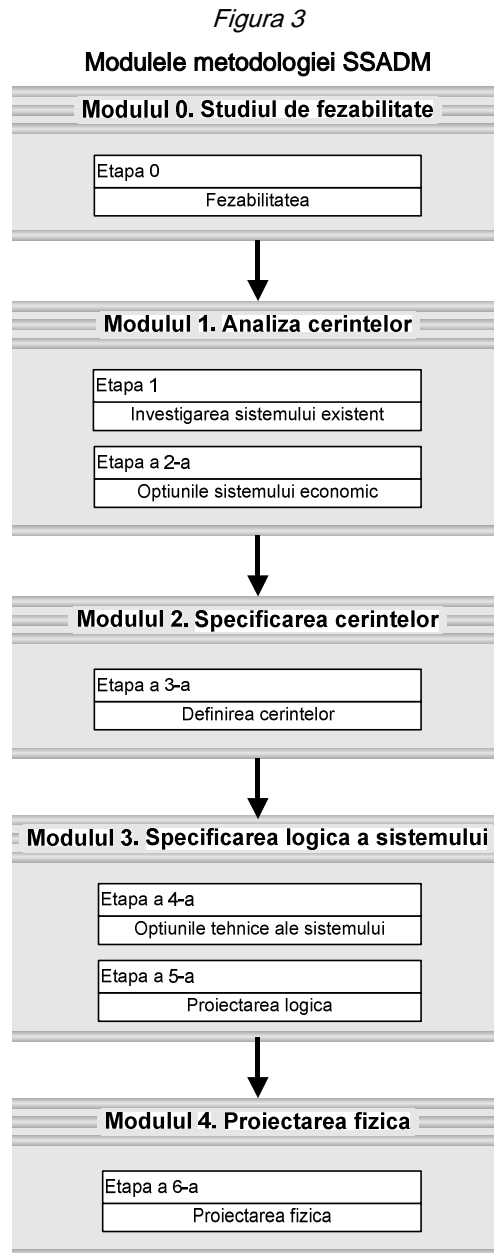 Figura 3
Modulele metodologiei SSADM
Modulul 0. Studiul de fezabilitate
Etapa 0
Fezabilitatea
Modulul 1. Analiza cerintelor
Etapa 1
Investigarea sistemului existent
Etapa a 2-a
Optiunile sistemului economic
Modulul 2. Specificarea cerintelor
Etapa a 3-a
Definirea cerintelor
Modulul 3. Specificarea logica a sistemului
Etapa a 4-a
Optiunile tehnice ale sistemului
Etapa a 5-a
Proiectarea logica
Modulul 4. Proiectarea fizica
Etapa a 6-a
Proiectarea fizica